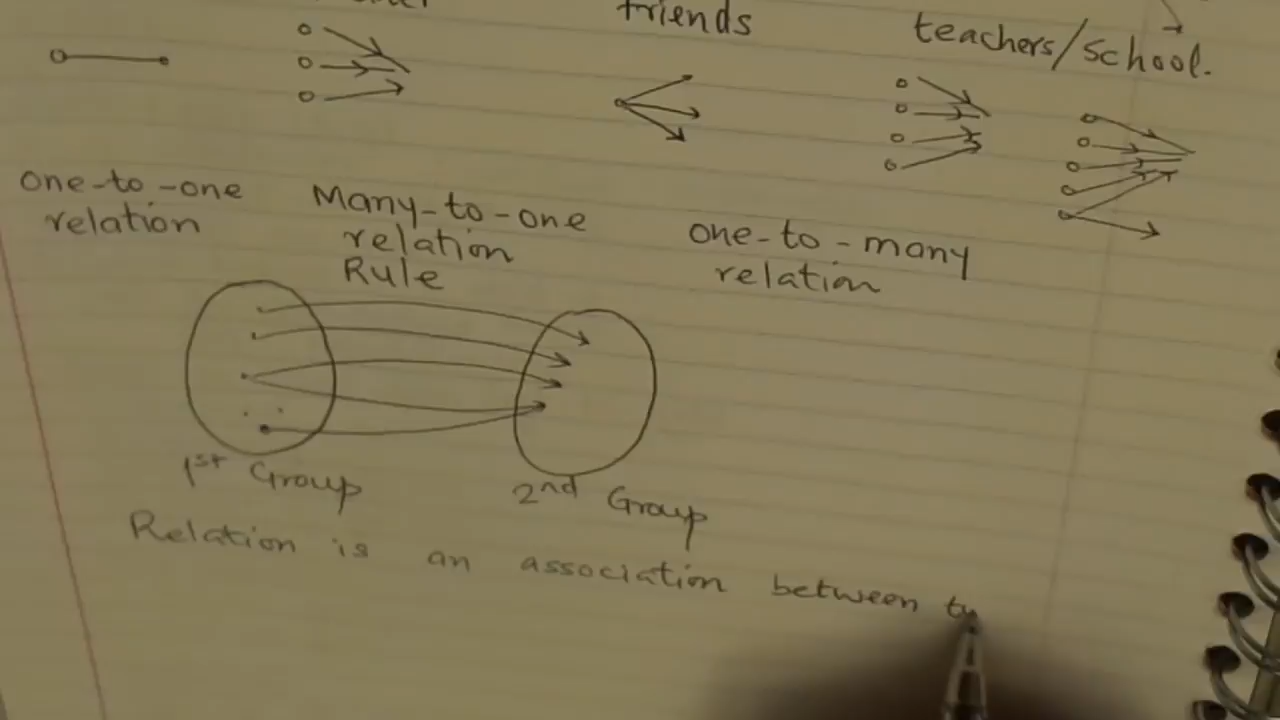 friends
teachers/school.
one-to-one
relation
Many-to-one
relation
Rule
one-to-many
relation
1st Group
2nd Group
Relation is an association between